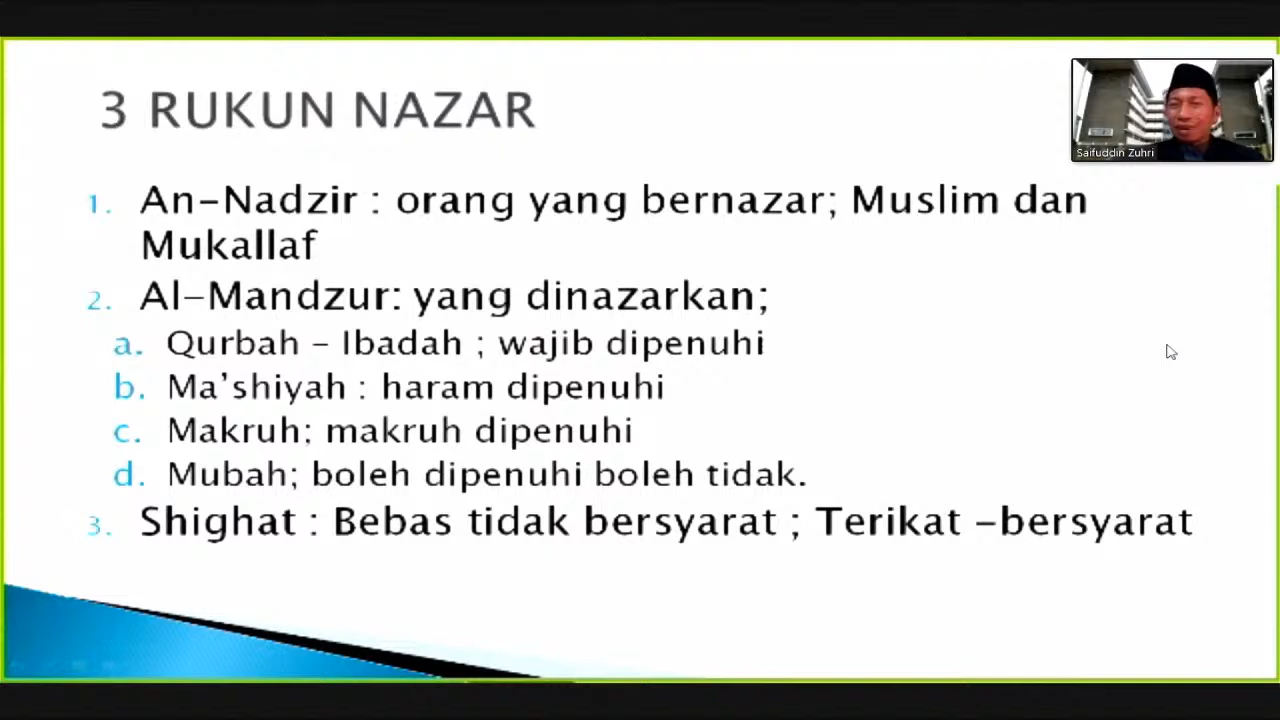 3 RUKUN NAZAR
Saifuddin Zuhri
1. An-Nadzir : orang yang bernazar; Muslim dan
Mukallaf
2. Al-Mandzur: yang dinazarkan;
a. Qurbah - Ibadah ; wajib dipenuhi
b. Ma'shiyah : haram dipenuhi
c. Makruh; makruh dipenuhi
d. Mubah; boleh dipenuhi boleh tidak.
3. Shighat : Bebas tidak bersyarat ; Terikat -bersyarat